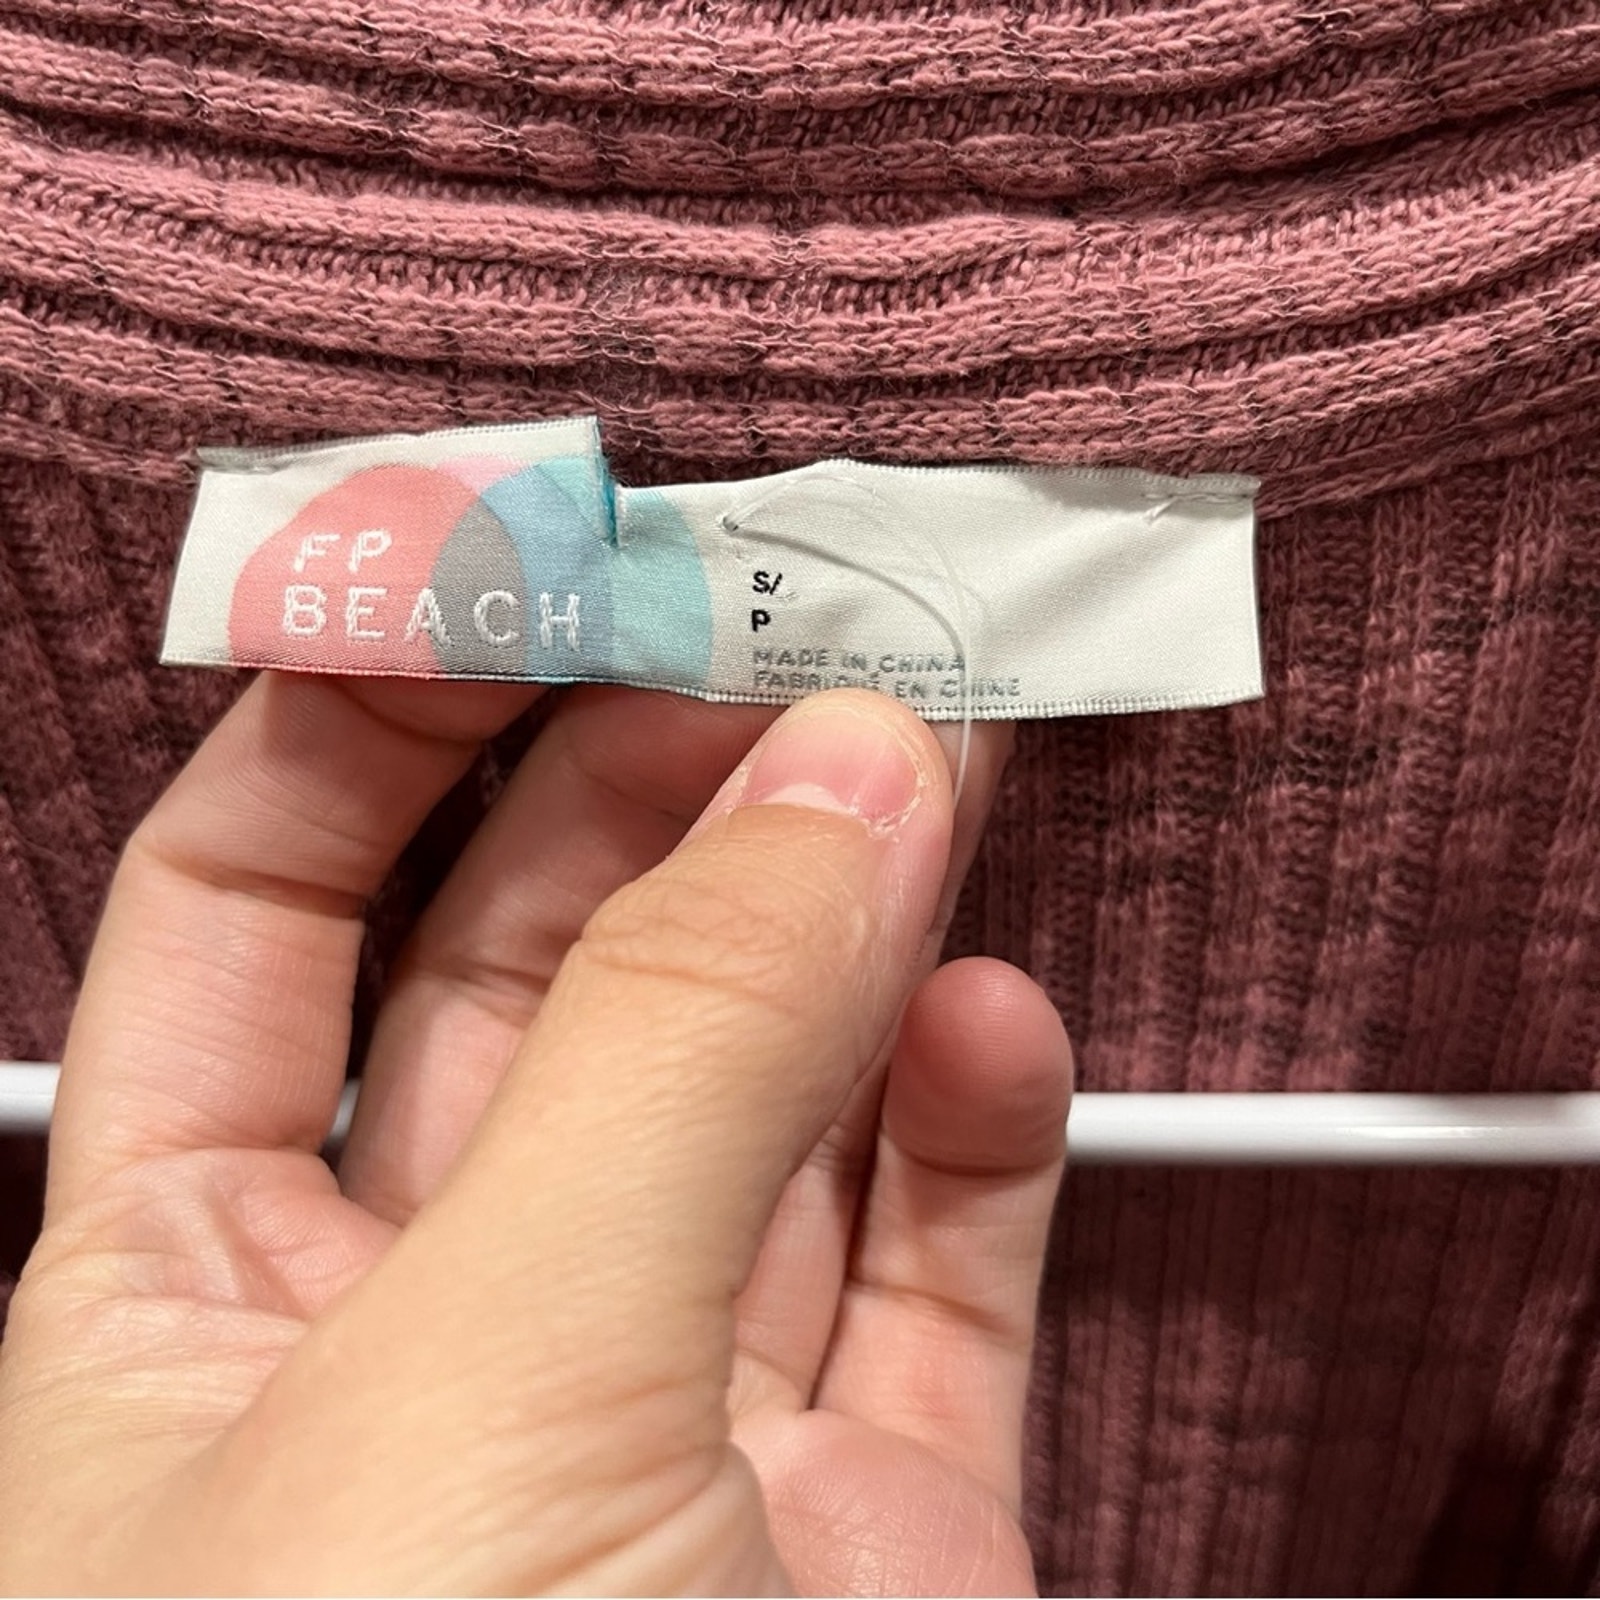 FP
BEACH
S/
P
MADE IN CHINA
FABRIQUÉ EN CHINE